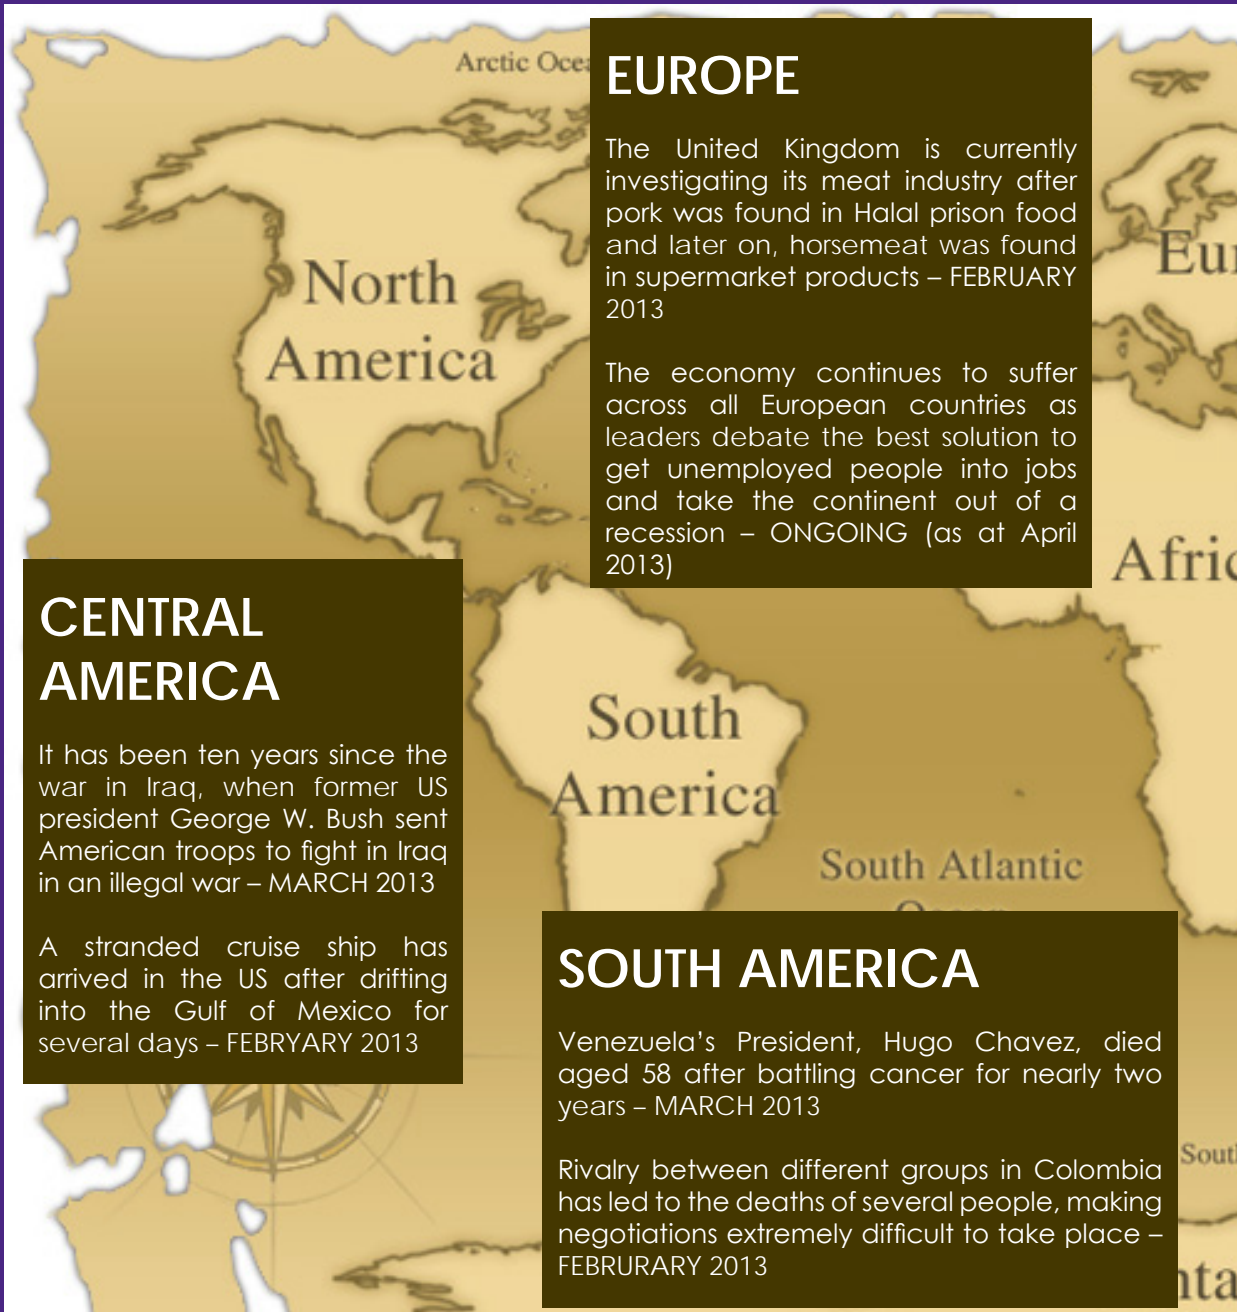 Arctic Ocea
North
America
EUROPE
The United Kingdom is currently
investigating its meat industry after
pork was found in Halal prison food
and later on, horsemeat was found
in supermarket products – FEBRUARY
2013
The economy continues to suffer
across all European countries as
leaders debate the best solution to
get unemployed people into jobs
and take the continent out of a
recession – ONGOING (as at April
2013)
Eur
Afric
CENTRAL
AMERICA
It has been ten years since the
war in Iraq, when former US
president George W. Bush sent
American troops to fight in Iraq
in an illegal war – MARCH 2013
A stranded cruise ship has
arrived in the US after drifting
into the Gulf of Mexico for
several days – FEBRYARY 2013
South
America
South Atlantic
SOUTH AMERICA
Venezuela’s President, Hugo Chavez, died
aged 58 after battling cancer for nearly two
years – MARCH 2013
Rivalry between different groups in Colombia
has led to the deaths of several people, making
negotiations extremely difficult to take place –
FEBRURARY 2013
Sout
nta